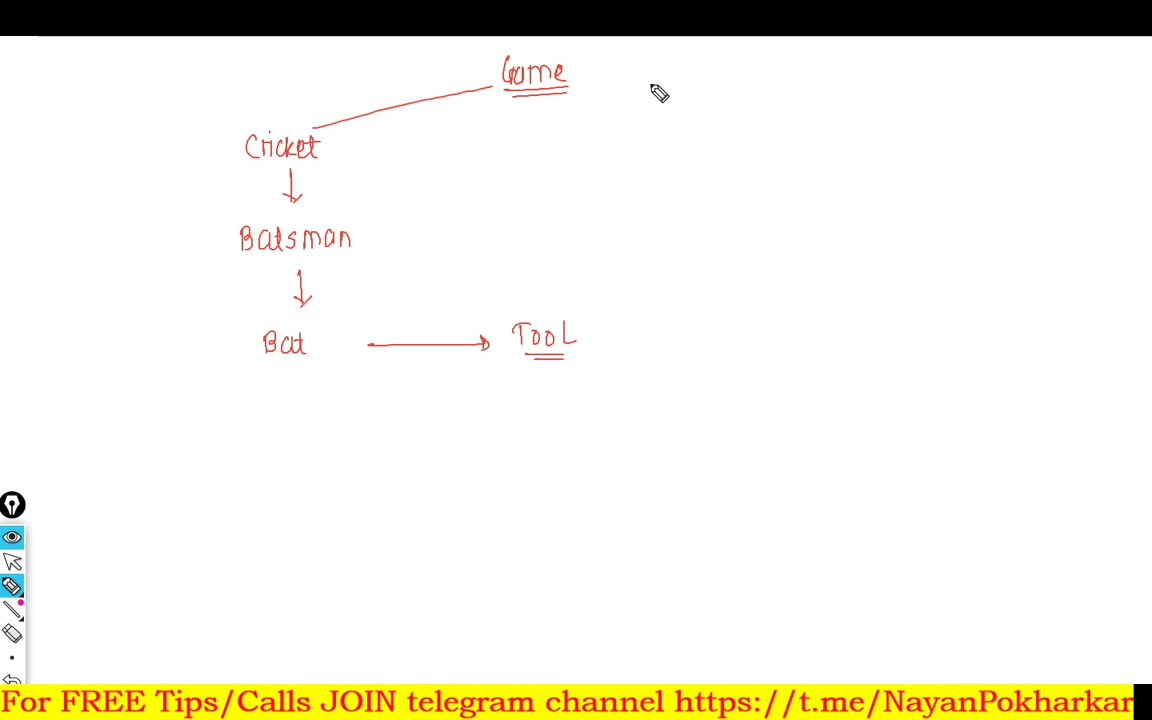 Game
Cricket
Batsman
Bat
TOOL
For FREE Tips/Calls JOIN telegram channel https://t.me/NayanPokharkar